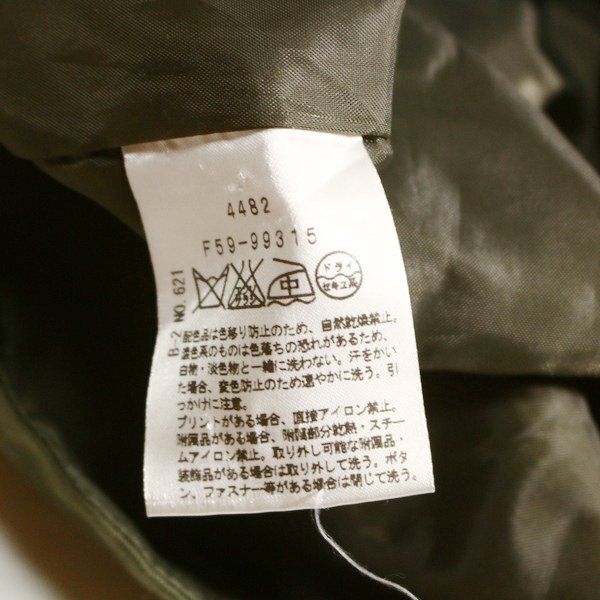 4482
F59-99315
中
ドライ
セキユ系
B-2 NO.621
配色品は色移り防止のため、自然乾燥禁止。
濃色系のものは色落ちの恐れがあるため、
白物・淡色物と一緒に洗わない。汗をかい
た場合、変色防止のため速やかに洗う。引
っかけに注意。
プリントがある場合、直接アイロン禁止。
附属品がある場合、附属部分乾熱・スチー
ムアイロン禁止。取り外し可能な附属品・
装飾品がある場合は取り外して洗う。ボタ
ン、ファスナー等がある場合は閉じて洗う。